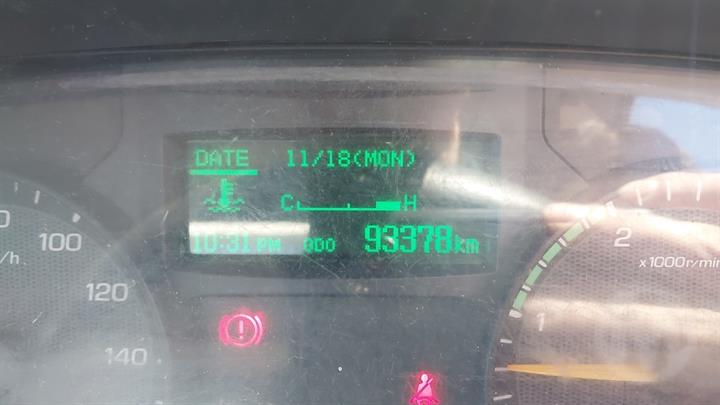 DATE 11/18(MON)
C H
10:31 PM ODO 93378km
100
120
140
/h
2
x1000r/min
1